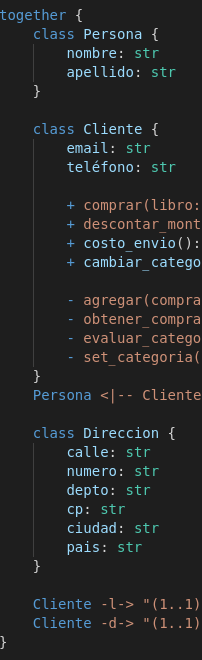 together {
class Persona {
nombre: str
apellido: str
}
class Cliente {
email: str
teléfono: str
+ comprar(libro:
+ descontar_mont
+ costo_envio():
+ cambiar_catego
- agregar(compra
- obtener_compra
- evaluar_catego
- set_categoria(
}
Persona <|-- Cliente
class Direccion {
calle: str
numero: str
depto: str
cp: str
ciudad: str
pais: str
}
Cliente -l-> "(1..1)
Cliente -d-> "(1..1)
}